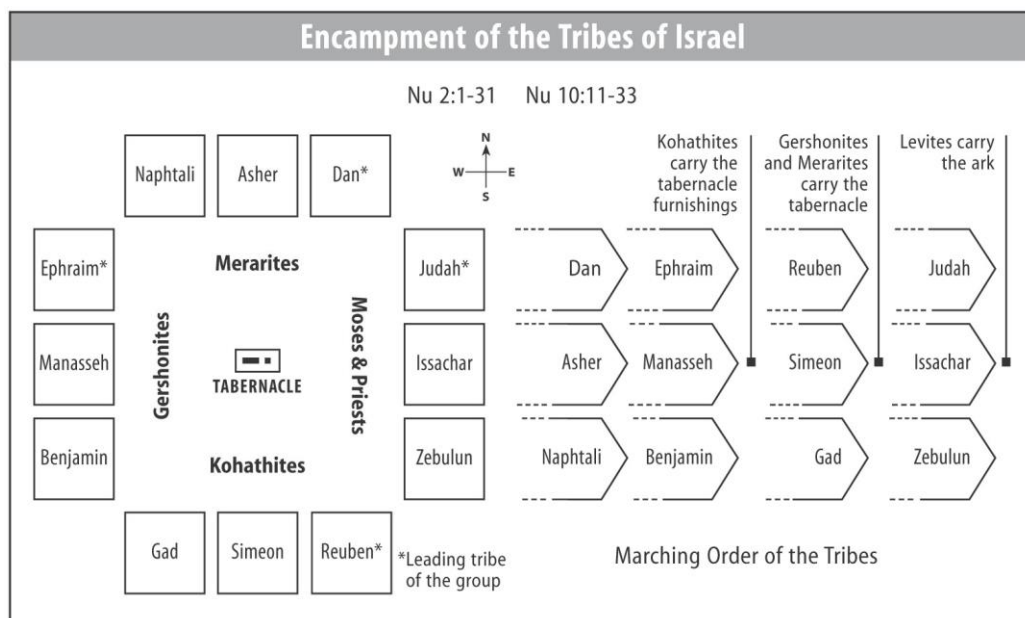 Encampment of the Tribes of Israel
Nu 2:1-31 Nu 10:11-33
Naphtali
Asher
Dan*
N
W
E
S
Ephraim*
Manasseh
Benjamin
Merarites
Gershonites
TABERNACLE
Moses & Priests
Kohathites
Judah*
Issachar
Zebulun
Gad
Simeon
Reuben*
*Leading tribe
of the group
Kohathites
carry the
tabernacle
furnishings
Gershonites
and Merarites
carry the
tabernacle
Levites carry
the ark
Dan
Ephraim
Reuben
Judah
Asher
Manasseh
Simeon
Issachar
Naphtali
Benjamin
Gad
Zebulun
Marching Order of the Tribes